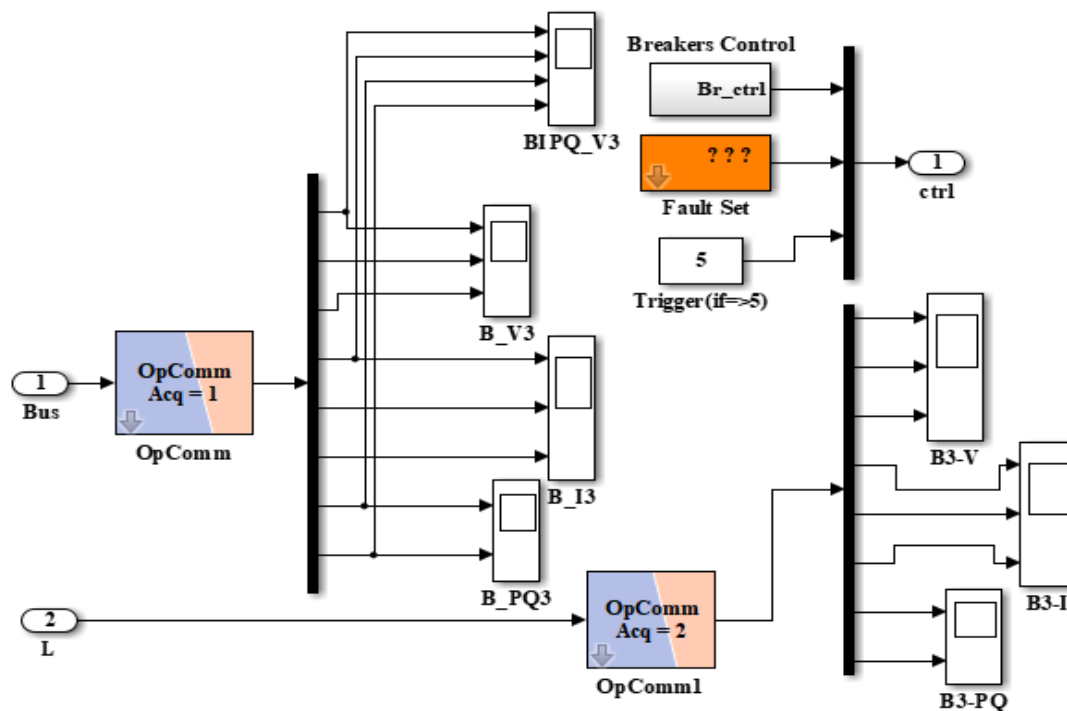 BIPQ_V3
Breakers Control
Br_ctrl
? ? ?
Fault Set
1
ctrl
5
Trigger(if=>5)
B_V3
1
Bus
OpComm
Acq = 1
OpComm
B_I3
B3-V
B_PQ3
2
L
OpComm
Acq = 2
OpComm1
B3-I
B3-PQ